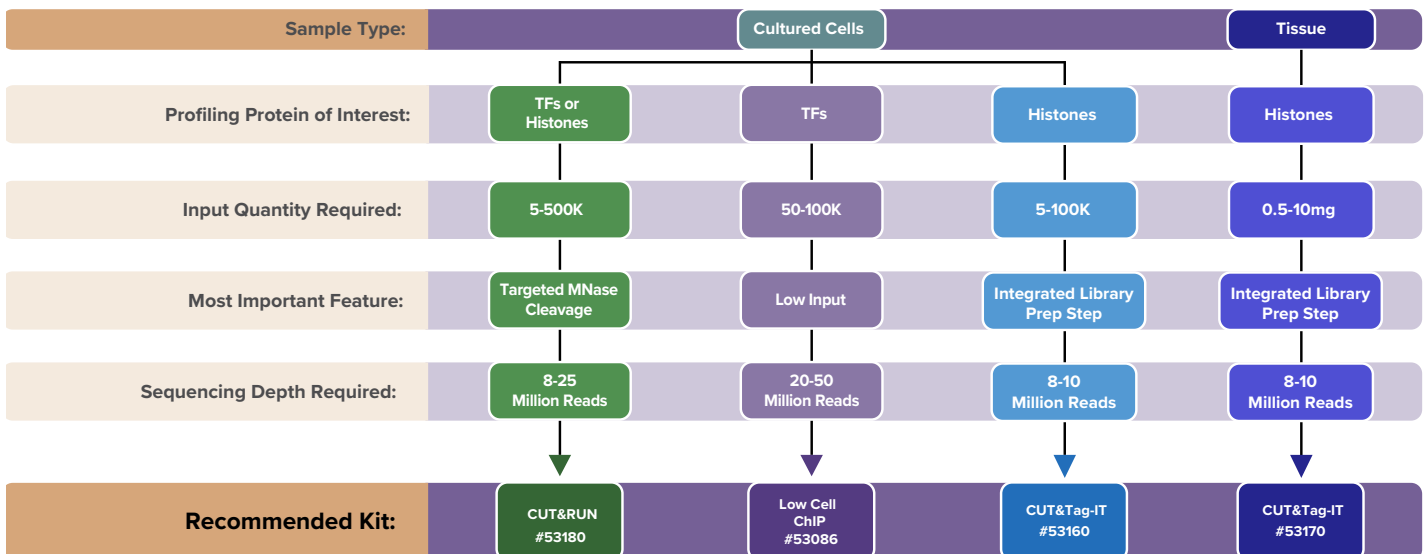 Sample Type:
Cultured Cells
Tissue
Profiling Protein of Interest:
TFs or
Histones
TFs
Histones
Histones
Input Quantity Required:
5-500K
50-100K
5-100K
0.5-10mg
Most Important Feature:
Targeted MNase
Cleavage
Low Input
Integrated Library
Prep Step
Integrated Library
Prep Step
Sequencing Depth Required:
8-25
Million Reads
20-50
Million Reads
8-10
Million Reads
8-10
Million Reads
Recommended Kit:
CUT&RUN
#53180
Low Cell
ChIP
#53086
CUT&Tag-IT
#53160
CUT&Tag-IT
#53170